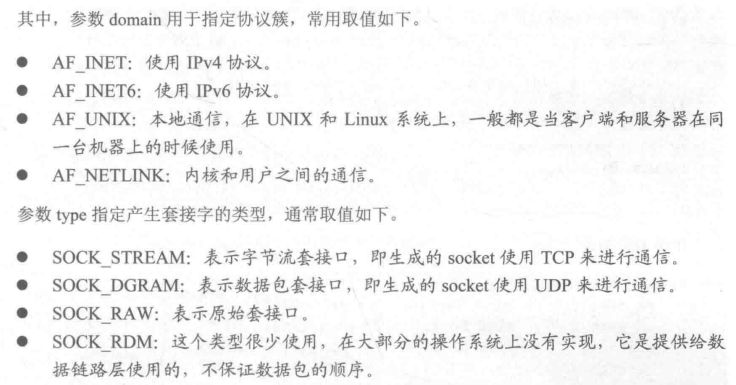 其中，参数 domain 用于指定协议簇，常用取值如下。
● AF_INET：使用 IPv4 协议。
● AF_INET6：使用 IPv6 协议。
● AF_UNIX：本地通信，在 UNIX 和 Linux 系统上，一般都是当客户端和服务器在同
一台机器上的时候使用。
● AF_NETLINK：内核和用户之间的通信。
参数 type 指定产生套接字的类型，通常取值如下。
● SOCK_STREAM：表示字节流套接口，即生成的 socket 使用 TCP 来进行通信。
● SOCK_DGRAM：表示数据包套接口，即生成的 socket 使用 UDP 来进行通信。
● SOCK_RAW：表示原始套接口。
● SOCK_RDM：这个类型很少使用，在大部分的操作系统上没有实现，它是提供给数
据链路层使用的，不保证数据包的顺序。